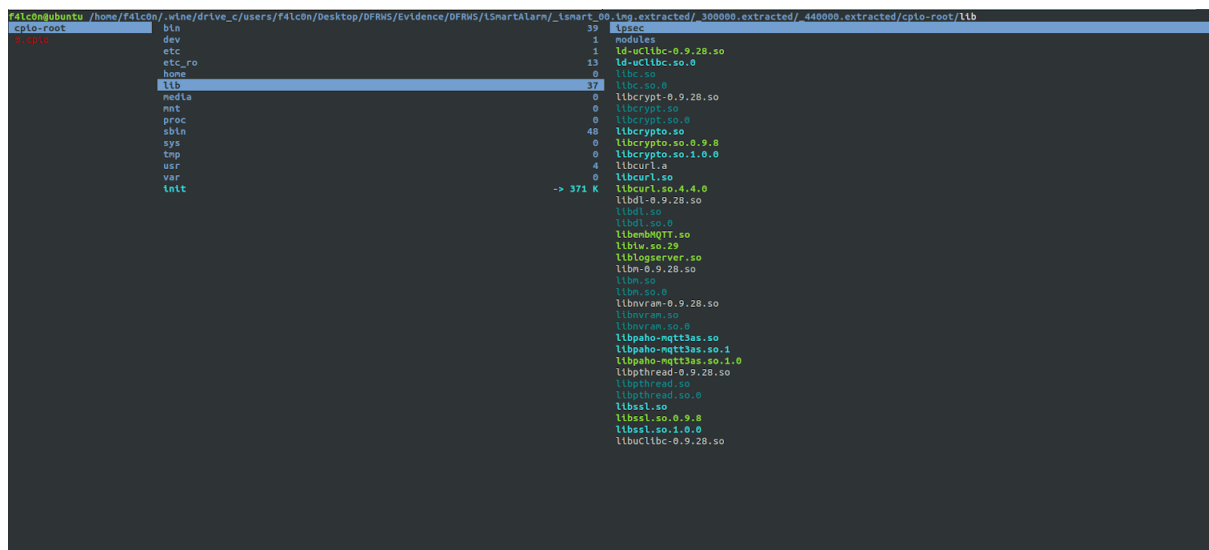 f4lc0n@ubuntu /home/f4lc0n/.wine/drive_c/users/f4lc0n/Desktop/DFRWS/Evidence/DFRWS/iSmartAlarm/_ismart_00.img.extracted/_300000.extracted/_440000.extracted/cpio-root/lib
cpio-root
0.cpio
bin 39
dev 1
etc 1
etc_ro 13
home 0
lib 37
media 0
mnt 0
proc 0
sbin 48
sys 0
tmp 0
usr 4
var 0
init -> 371 K
ipsec
modules
ld-uClibc-0.9.28.so
ld-uClibc.so.0
libc.so
libc.so.0
libcrypt-0.9.28.so
libcrypt.so
libcrypt.so.0
libcrypto.so
libcrypto.so.0.9.8
libcrypto.so.1.0.0
libcurl.a
libcurl.so
libcurl.so.4.4.0
libdl-0.9.28.so
libdl.so
libdl.so.0
libembMQTT.so
libiw.so.29
liblogserver.so
libm-0.9.28.so
libm.so
libm.so.0
libnvram-0.9.28.so
libnvram.so
libnvram.so.0
libpaho-mqtt3as.so
libpaho-mqtt3as.so.1
libpaho-mqtt3as.so.1.0
libpthread-0.9.28.so
libpthread.so
libpthread.so.0
libssl.so
libssl.so.0.9.8
libssl.so.1.0.0
libuClibc-0.9.28.so